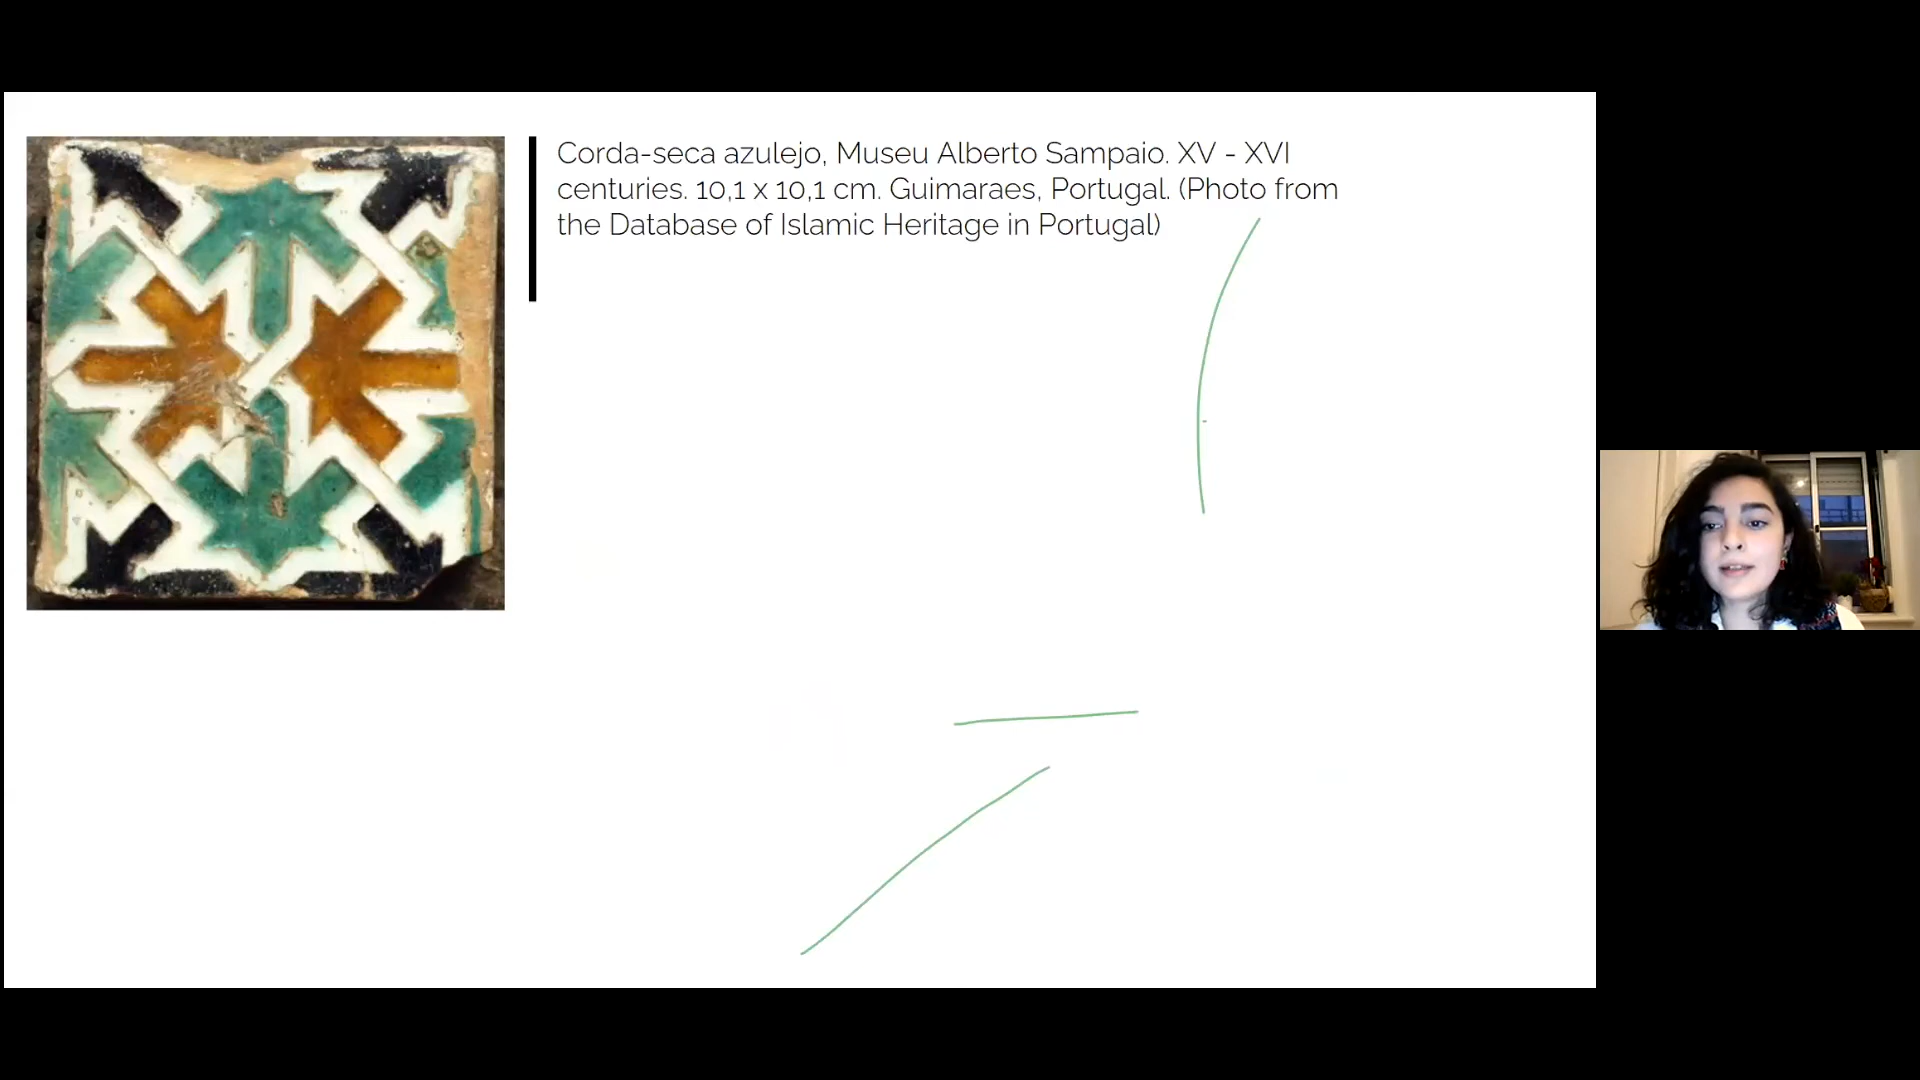 Corda-seca azulejo, Museu Alberto Sampaio. XV - XVI
centuries. 10,1 x 10,1 cm. Guimaraes, Portugal. (Photo from
the Database of Islamic Heritage in Portugal)